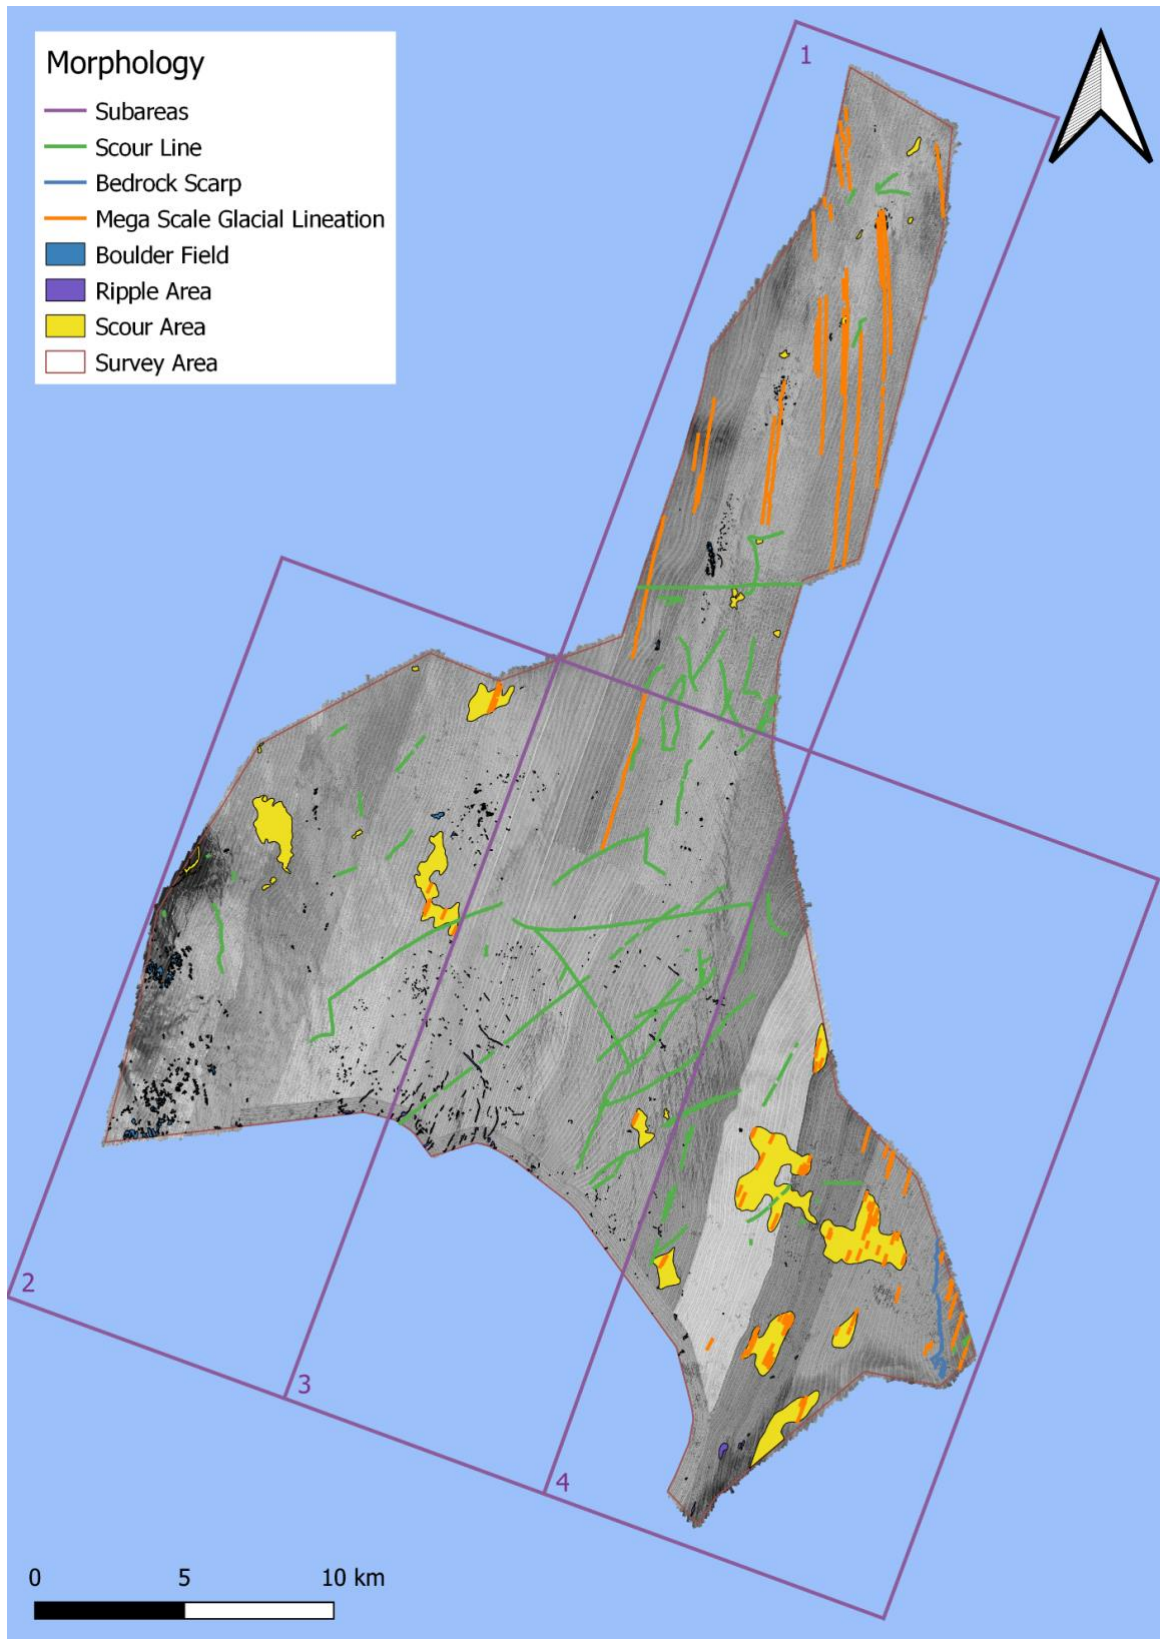 Morphology
Subareas
Scour Line
Bedrock Scarp
Mega Scale Glacial Lineation
Boulder Field
Ripple Area
Scour Area
Survey Area
1
2
3
4
0 5 10 km